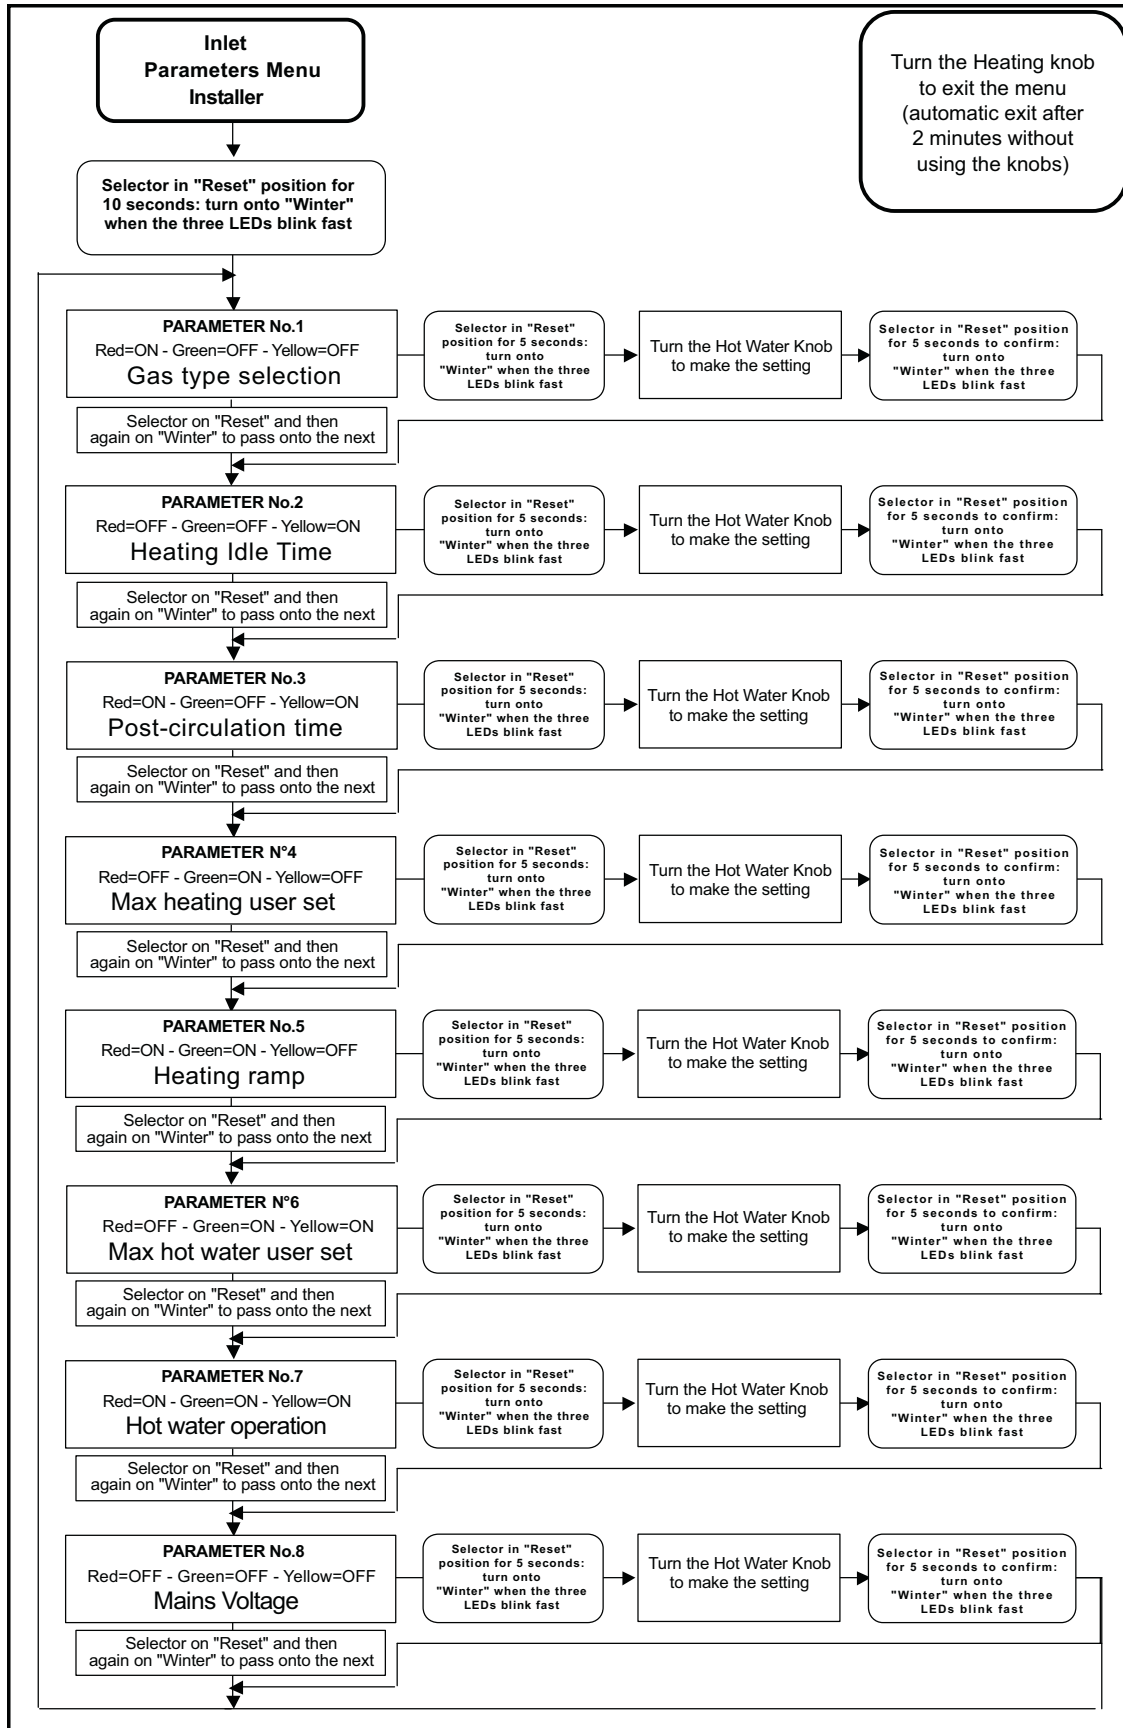 Inlet
Parameters Menu
Installer
Turn the Heating knob
to exit the menu
(automatic exit after
2 minutes without
using the knobs)
Selector in "Reset" position for
10 seconds: turn onto "Winter"
when the three LEDs blink fast
PARAMETER No.1
Red=ON - Green=OFF - Yellow=OFF
Gas type selection
Selector in "Reset"
position for 5 seconds:
turn onto
"Winter" when the three
LEDs blink fast
Turn the Hot Water Knob
to make the setting
Selector in "Reset" position
for 5 seconds to confirm:
turn onto
"Winter" when the three
LEDs blink fast
Selector on "Reset" and then
again on "Winter" to pass onto the next
PARAMETER No.2
Red=OFF - Green=OFF - Yellow=ON
Heating Idle Time
Selector in "Reset"
position for 5 seconds:
turn onto
"Winter" when the three
LEDs blink fast
Turn the Hot Water Knob
to make the setting
Selector in "Reset" position
for 5 seconds to confirm:
turn onto
"Winter" when the three
LEDs blink fast
Selector on "Reset" and then
again on "Winter" to pass onto the next
PARAMETER No.3
Red=ON - Green=OFF - Yellow=ON
Post-circulation time
Selector in "Reset"
position for 5 seconds:
turn onto
"Winter" when the three
LEDs blink fast
Turn the Hot Water Knob
to make the setting
Selector in "Reset" position
for 5 seconds to confirm:
turn onto
"Winter" when the three
LEDs blink fast
Selector on "Reset" and then
again on "Winter" to pass onto the next
PARAMETER N°4
Red=OFF - Green=ON - Yellow=OFF
Max heating user set
Selector in "Reset"
position for 5 seconds:
turn onto
"Winter" when the three
LEDs blink fast
Turn the Hot Water Knob
to make the setting
Selector in "Reset" position
for 5 seconds to confirm:
turn onto
"Winter" when the three
LEDs blink fast
Selector on "Reset" and then
again on "Winter" to pass onto the next
PARAMETER No.5
Red=ON - Green=ON - Yellow=OFF
Heating ramp
Selector in "Reset"
position for 5 seconds:
turn onto
"Winter" when the three
LEDs blink fast
Turn the Hot Water Knob
to make the setting
Selector in "Reset" position
for 5 seconds to confirm:
turn onto
"Winter" when the three
LEDs blink fast
Selector on "Reset" and then
again on "Winter" to pass onto the next
PARAMETER N°6
Red=OFF - Green=ON - Yellow=ON
Max hot water user set
Selector in "Reset"
position for 5 seconds:
turn onto
"Winter" when the three
LEDs blink fast
Turn the Hot Water Knob
to make the setting
Selector in "Reset" position
for 5 seconds to confirm:
turn onto
"Winter" when the three
LEDs blink fast
Selector on "Reset" and then
again on "Winter" to pass onto the next
PARAMETER No.7
Red=ON - Green=ON - Yellow=ON
Hot water operation
Selector in "Reset"
position for 5 seconds:
turn onto
"Winter" when the three
LEDs blink fast
Turn the Hot Water Knob
to make the setting
Selector in "Reset" position
for 5 seconds to confirm:
turn onto
"Winter" when the three
LEDs blink fast
Selector on "Reset" and then
again on "Winter" to pass onto the next
PARAMETER No.8
Red=OFF - Green=OFF - Yellow=OFF
Mains Voltage
Selector in "Reset"
position for 5 seconds:
turn onto
"Winter" when the three
LEDs blink fast
Turn the Hot Water Knob
to make the setting
Selector in "Reset" position
for 5 seconds to confirm:
turn onto
"Winter" when the three
LEDs blink fast
Selector on "Reset" and then
again on "Winter" to pass onto the next